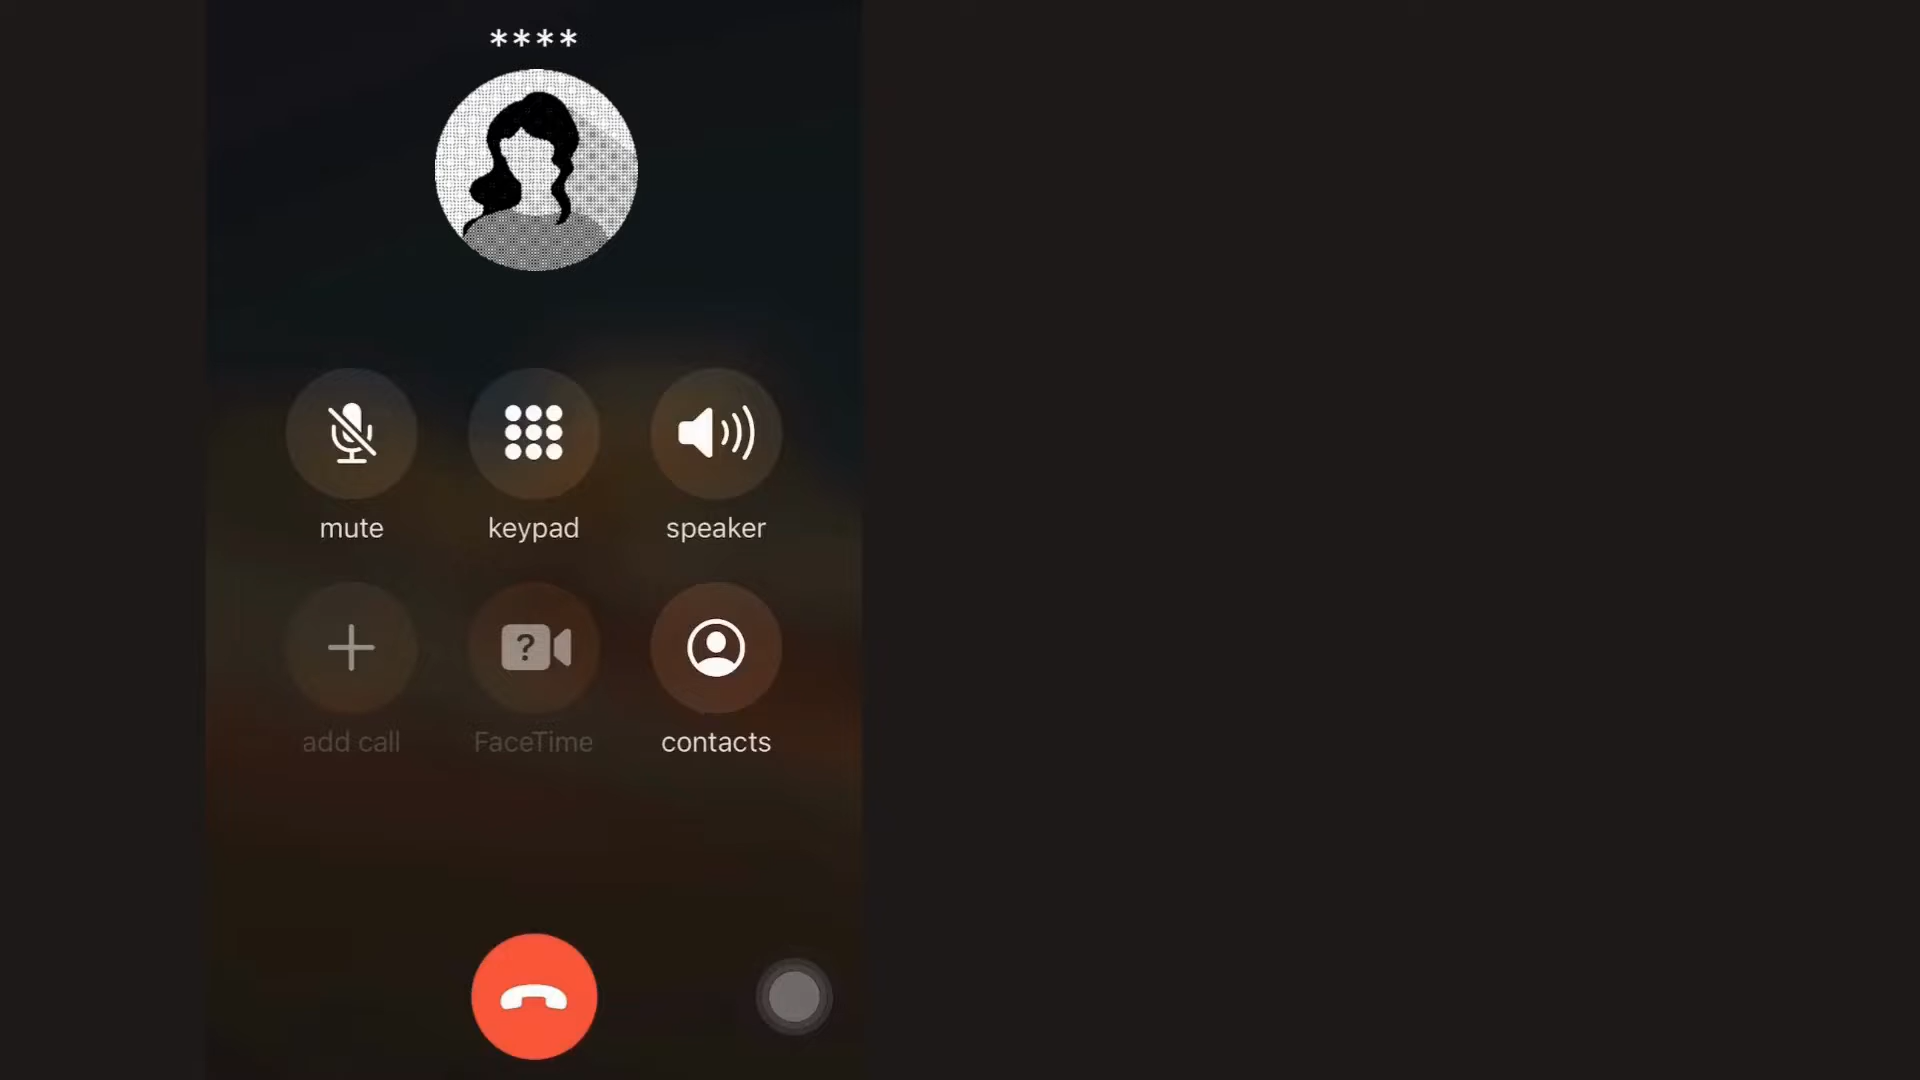 ****
mute
keypad
speaker
?
add call
FaceTime
contacts